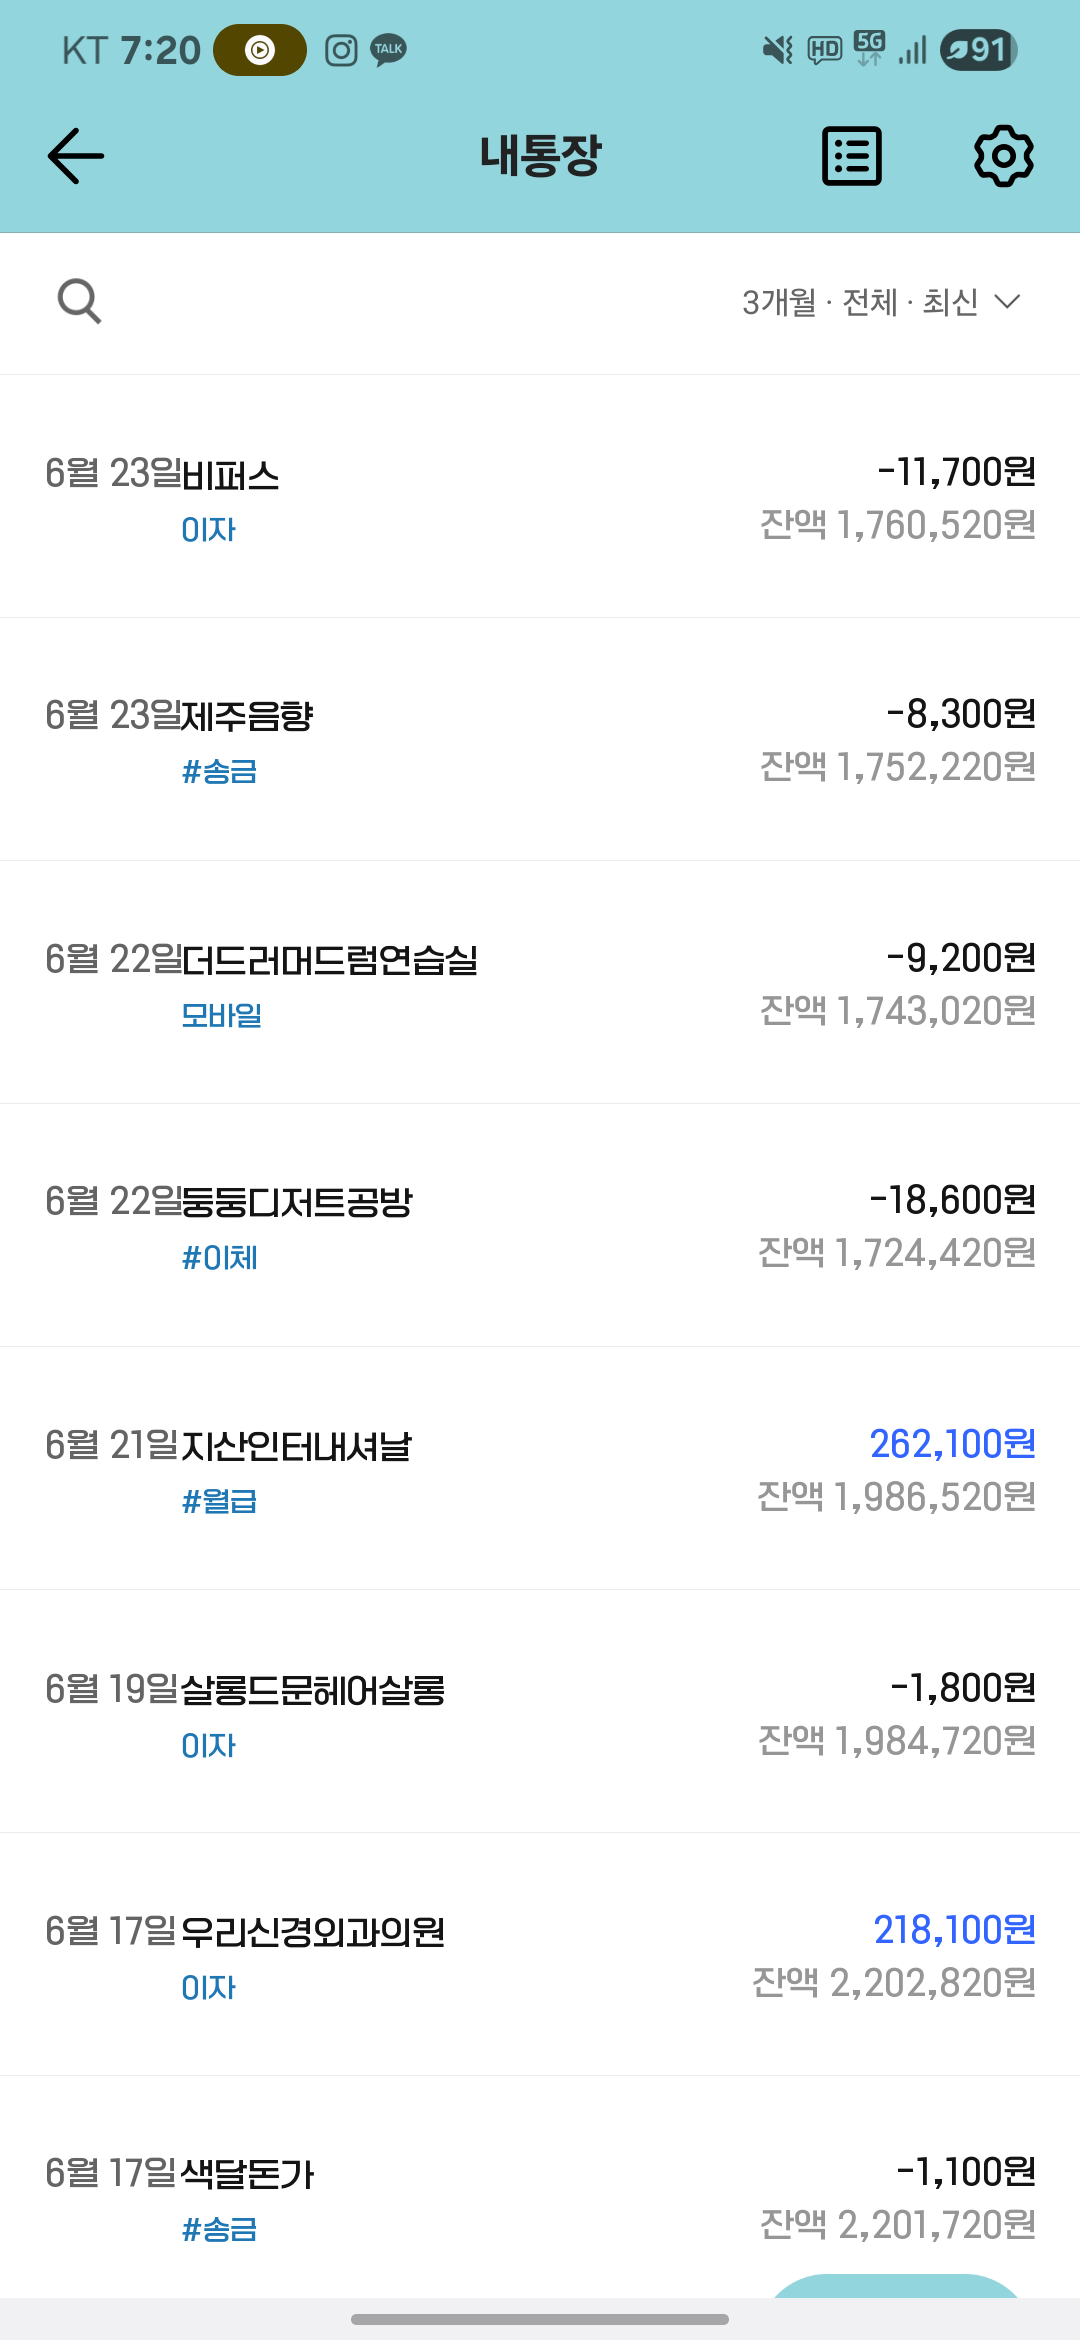 KT 7:20 TALK HD 5G 91
내통장
3개월 · 전체 · 최신
6월 23일 비퍼스 -11,700원
이자 잔액 1,760,520원
6월 23일 제주음향 -8,300원
#송금 잔액 1,752,220원
6월 22일 더드러머드럼연습실 -9,200원
모바일 잔액 1,743,020원
6월 22일 둥둥디저트공방 -18,600원
#이체 잔액 1,724,420원
6월 21일 지산인터내셔날 262,100원
#월급 잔액 1,986,520원
6월 19일 살롱드문헤어살롱 -1,800원
이자 잔액 1,984,720원
6월 17일 우리신경외과의원 218,100원
이자 잔액 2,202,820원
6월 17일 색달돈가 -1,100원
#송금 잔액 2,201,720원